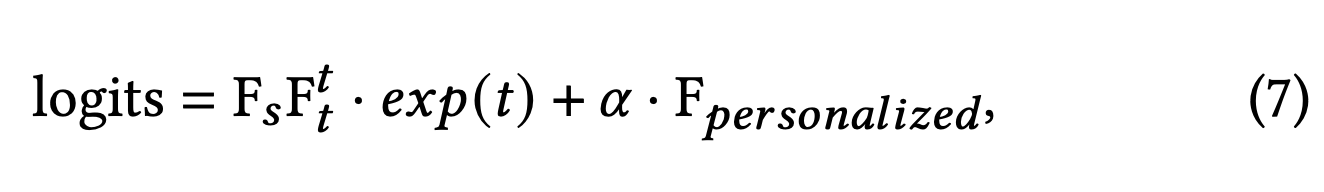 logits = F_s F_t^t · exp(t) + α · F_personalized, (7)